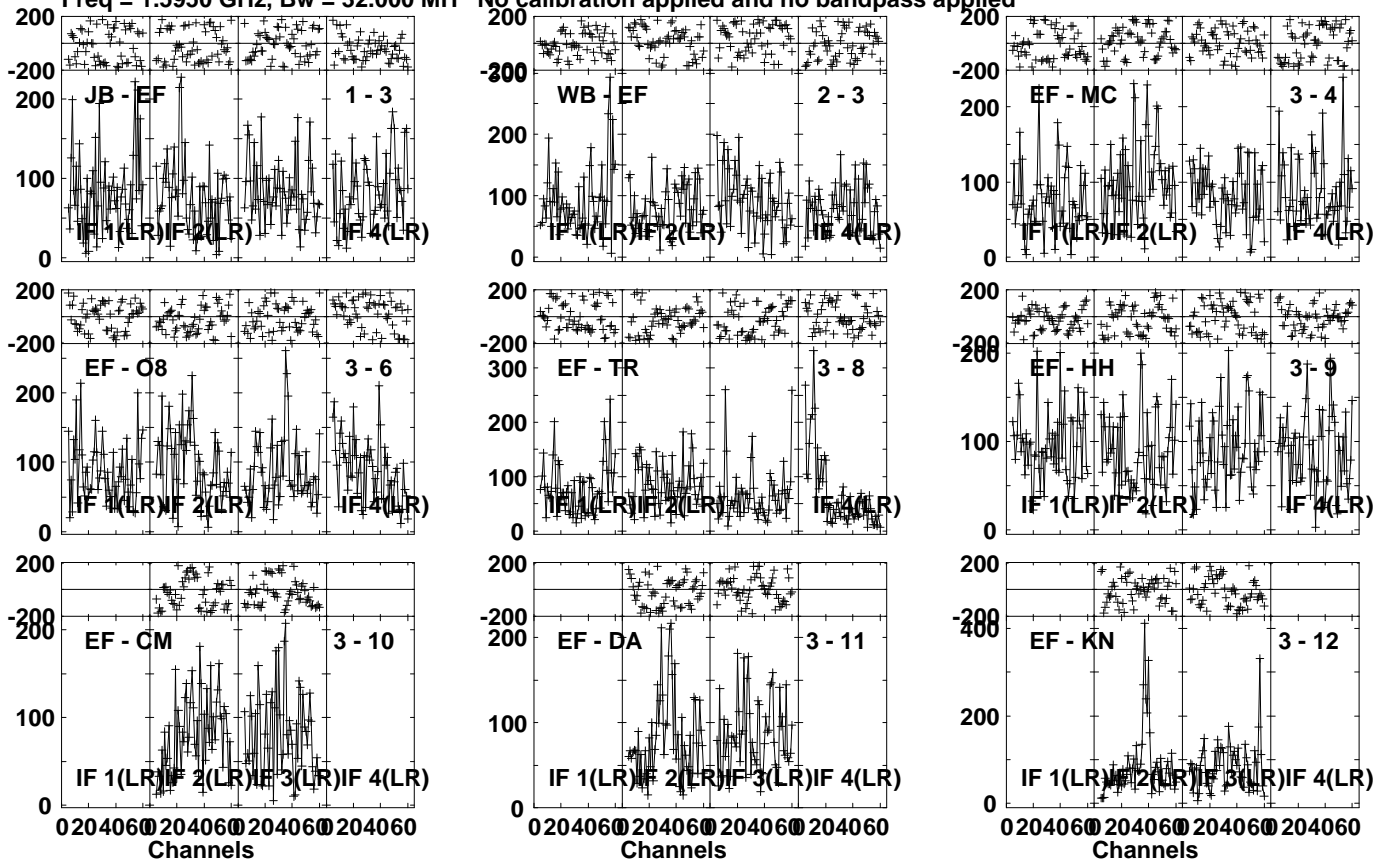 Freq = 1.5950 GHz, Bw = 32.000 MH No calibration applied and no bandpass applied
200
-200
JB - EF 1 - 3
200
100
0
IF 1(LR) IF 2(LR) IF 4(LR)
200
-200
300
WB - EF 2 - 3
200
100
0
IF 1(LR) IF 2(LR) IF 4(LR)
200
-200
EF - MC 3 - 4
200
100
0
IF 1(LR) IF 2(LR) IF 4(LR)
200
-200
EF - O8 3 - 6
200
100
0
IF 1(LR) IF 2(LR) IF 4(LR)
200
-200
EF - TR 3 - 8
300
200
100
0
IF 1(LR) IF 2(LR) IF 4(LR)
200
-200
200
EF - HH 3 - 9
100
0
IF 1(LR) IF 2(LR) IF 4(LR)
200
-200
200
EF - CM 3 - 10
100
0
IF 1(LR) IF 2(LR) IF 3(LR) IF 4(LR)
0 20 40 60 0 20 40 60 0 20 40 60 0 20 40 60
Channels
200
-200
EF - DA 3 - 11
200
100
0
IF 1(LR) IF 2(LR) IF 3(LR) IF 4(LR)
0 20 40 60 0 20 40 60 0 20 40 60 0 20 40 60
Channels
200
-200
400
EF - KN 3 - 12
200
0
IF 1(LR) IF 2(LR) IF 3(LR) IF 4(LR)
0 20 40 60 0 20 40 60 0 20 40 60 0 20 40 60
Channels